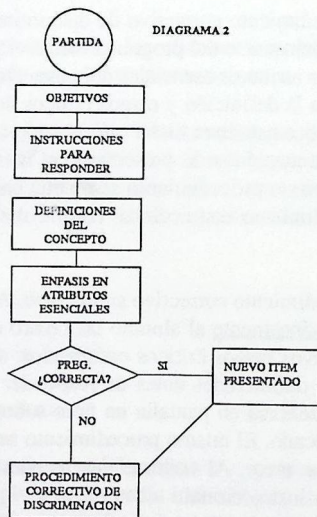 PARTIDA
DIAGRAMA 2
OBJETIVOS
INSTRUCCIONES
PARA
RESPONDER
DEFINICIONES
DEL
CONCEPTO
ENFASIS EN
ATRIBUTOS
ESENCIALES
PREG.
¿CORRECTA?
SI
NUEVO ITEM
PRESENTADO
NO
PROCEDIMIENTO
CORRECTIVO DE
DISCRIMINACION